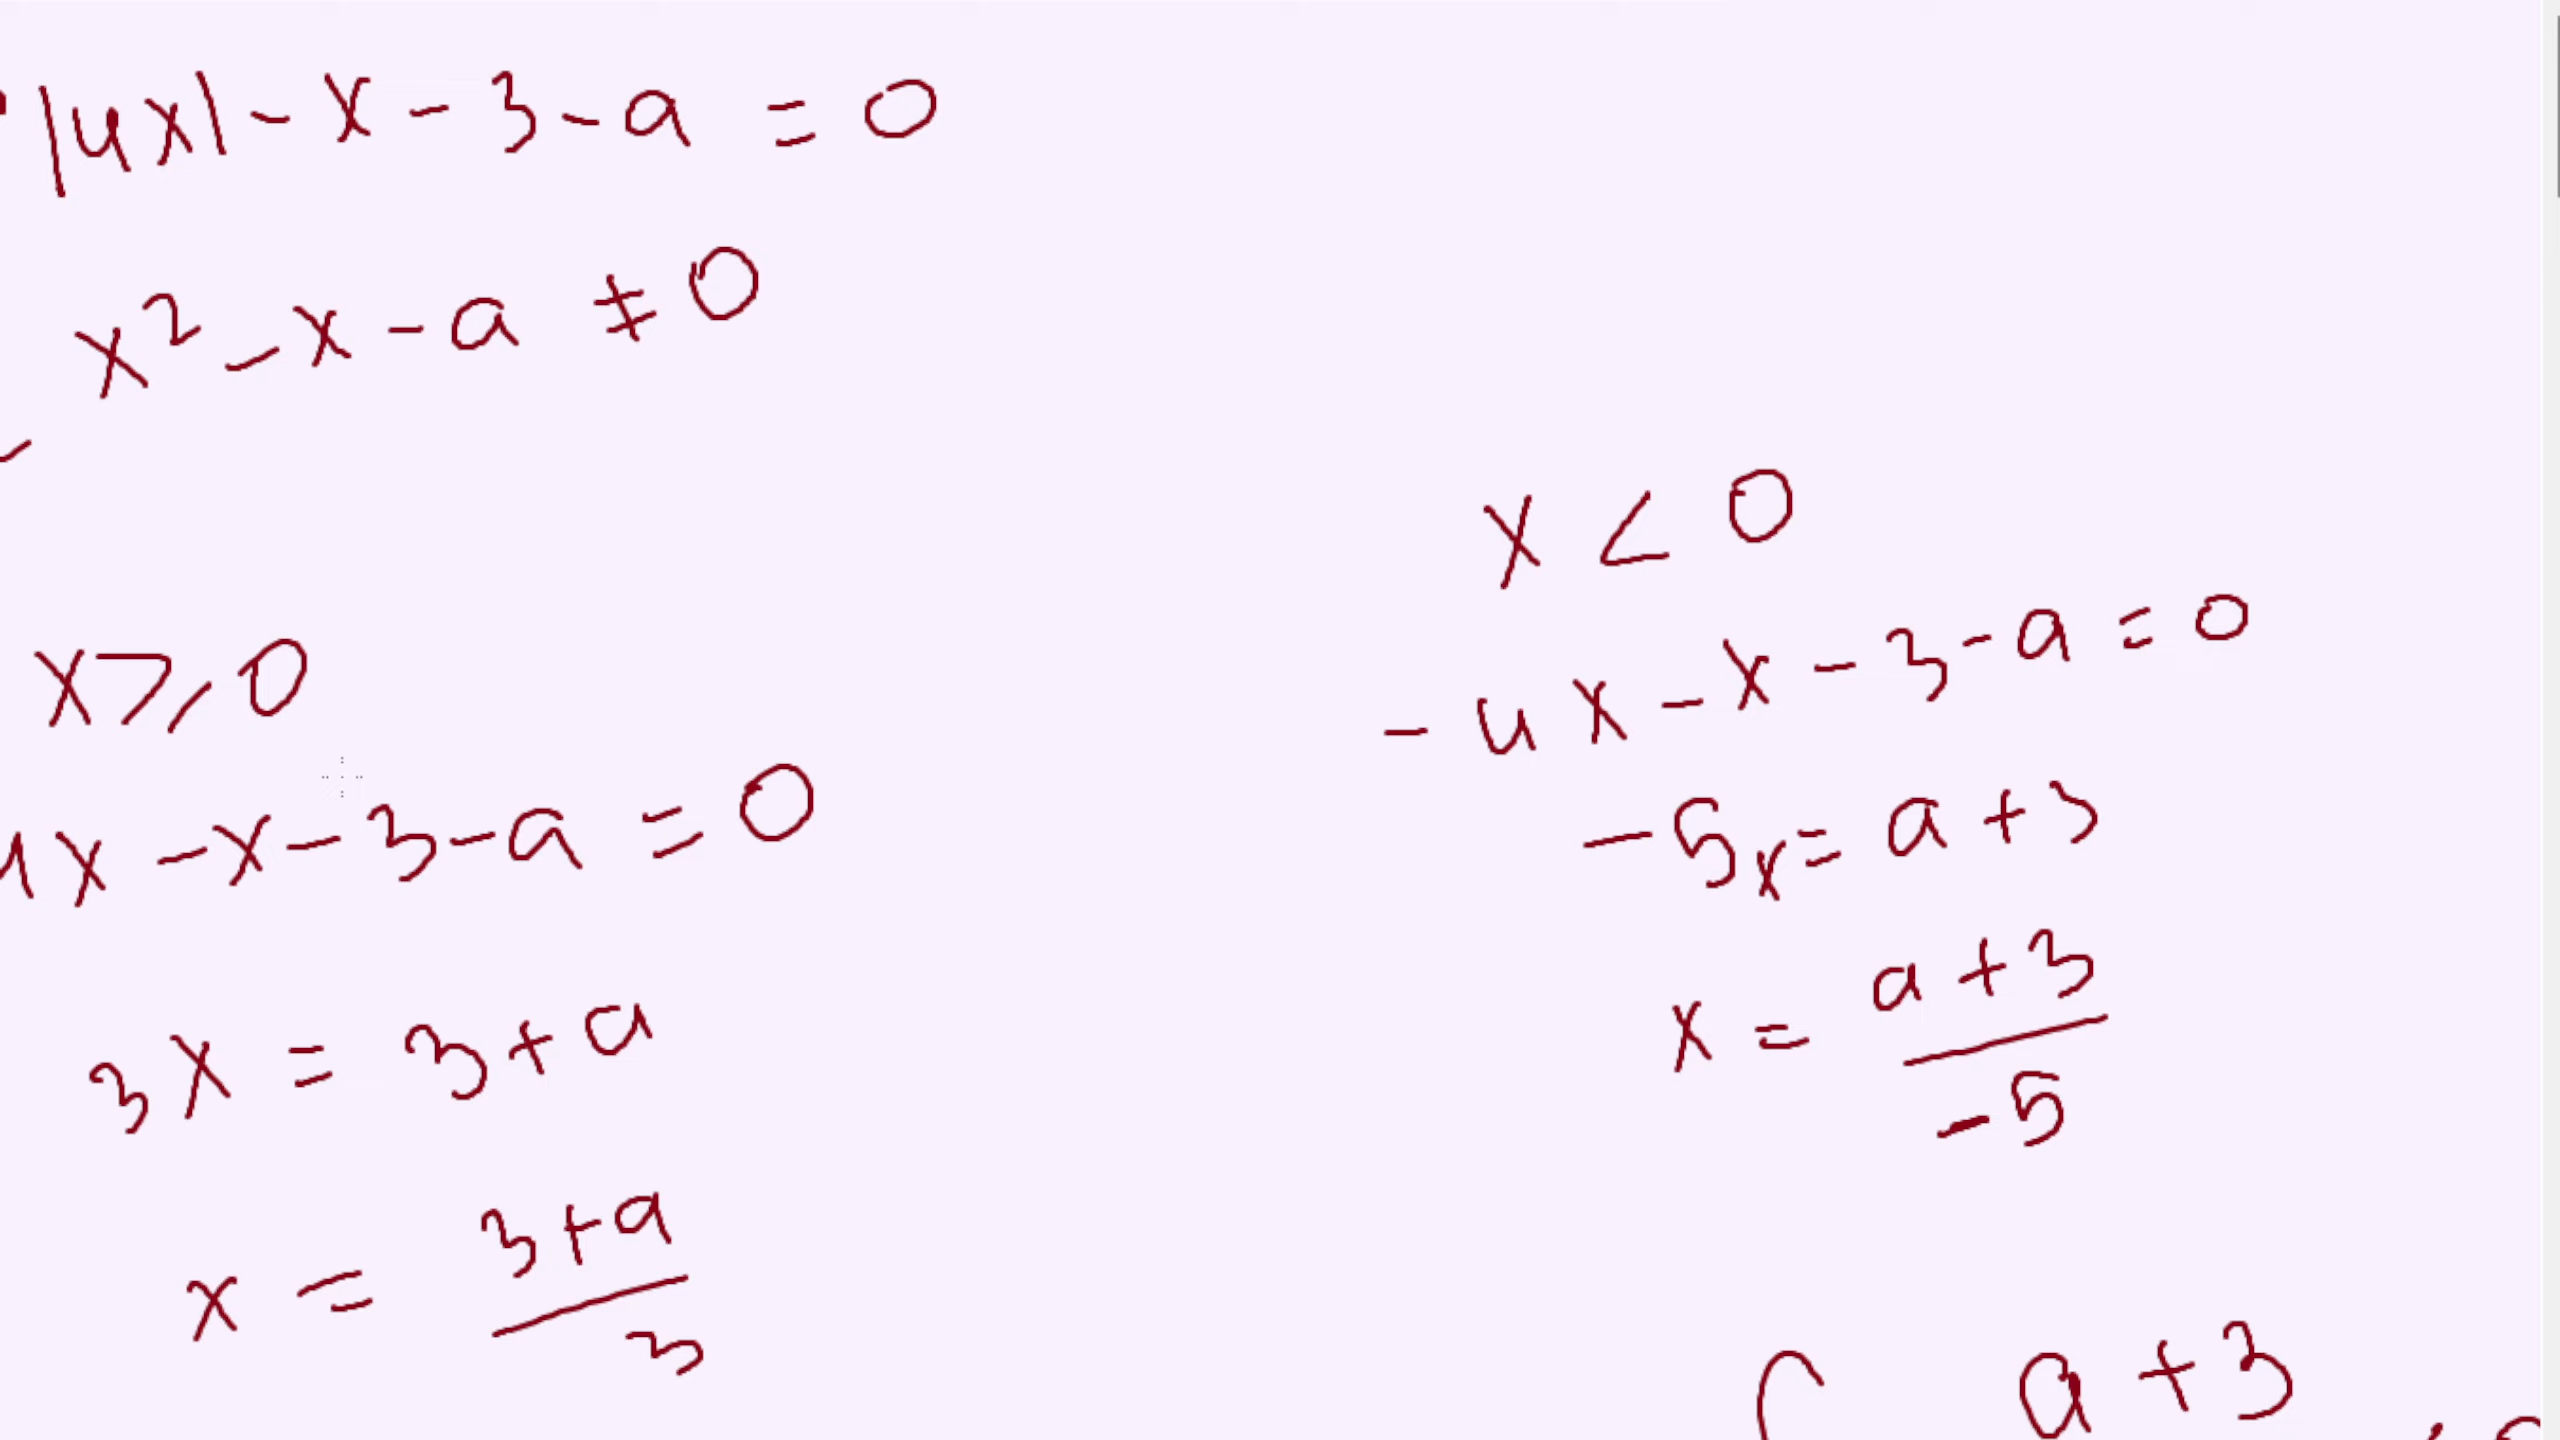 |4x| - x - 3 - a = 0
x² - x - a ≠ 0
x ⩾ 0
4x - x - 3 - a = 0
3x = 3 + a
x = (3+a)/3
x < 0
- 4x - x - 3 - a = 0
-5x = a + 3
x = (a+3)/-5
a + 3